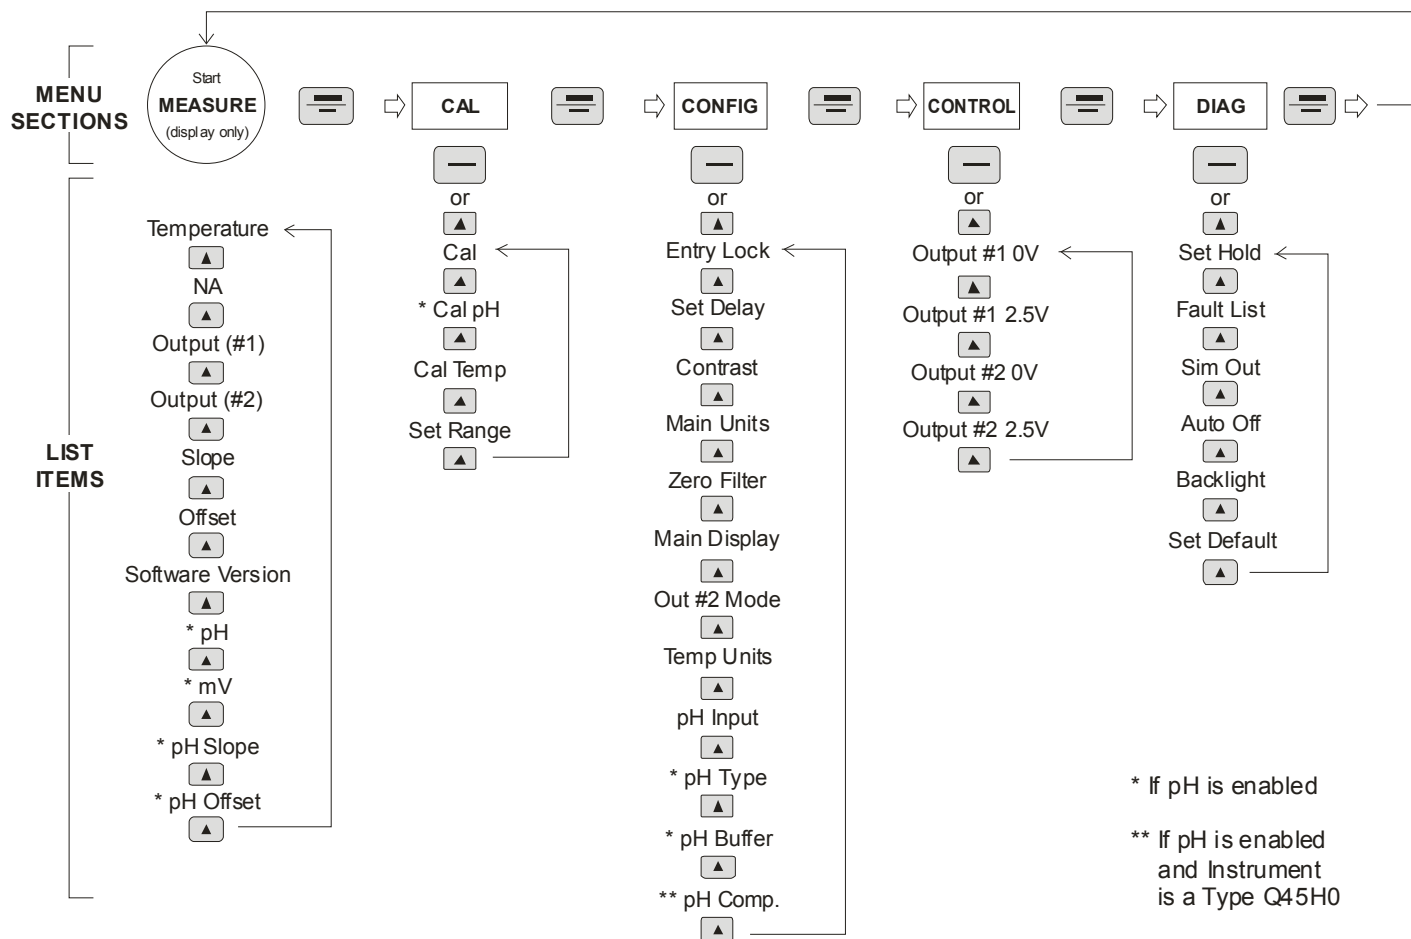 MENU
SECTIONS
Start
MEASURE
(display only)
CAL
CONFIG
CONTROL
DIAG
LIST
ITEMS
Temperature
NA
Output (#1)
Output (#2)
Slope
Offset
Software Version
* pH
* mV
* pH Slope
* pH Offset
or
Cal
* Cal pH
Cal Temp
Set Range
or
Entry Lock
Set Delay
Contrast
Main Units
Zero Filter
Main Display
Out #2 Mode
Temp Units
pH Input
* pH Type
* pH Buffer
** pH Comp.
or
Output #1 0V
Output #1 2.5V
Output #2 0V
Output #2 2.5V
or
Set Hold
Fault List
Sim Out
Auto Off
Backlight
Set Default
* If pH is enabled
** If pH is enabled
and Instrument
is a Type Q45H0